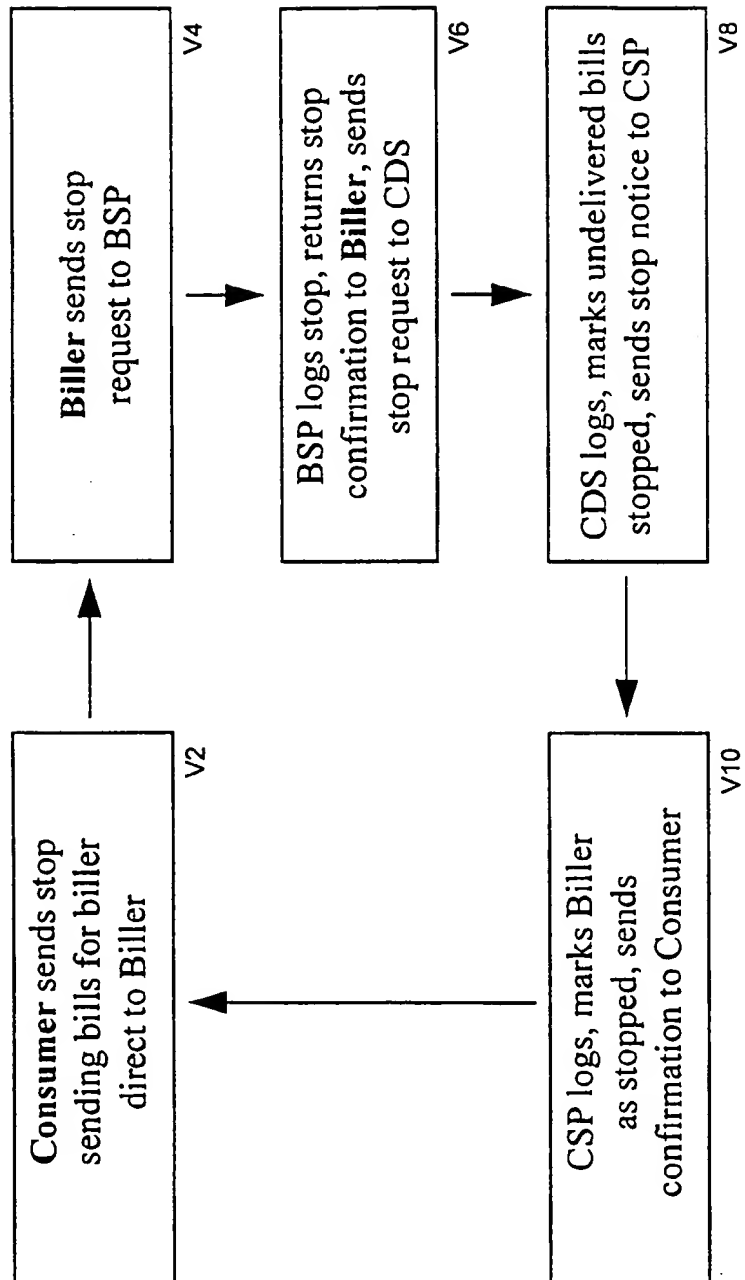 Consumer sends stop
sending bills for biller
direct to Biller
V2
Biller sends stop
request to BSP
V4
BSP logs stop, returns stop
confirmation to Biller, sends
stop request to CDS
V6
CDS logs, marks undelivered bills
stopped, sends stop notice to CSP
V8
CSP logs, marks Biller
as stopped, sends
confirmation to Consumer
V10